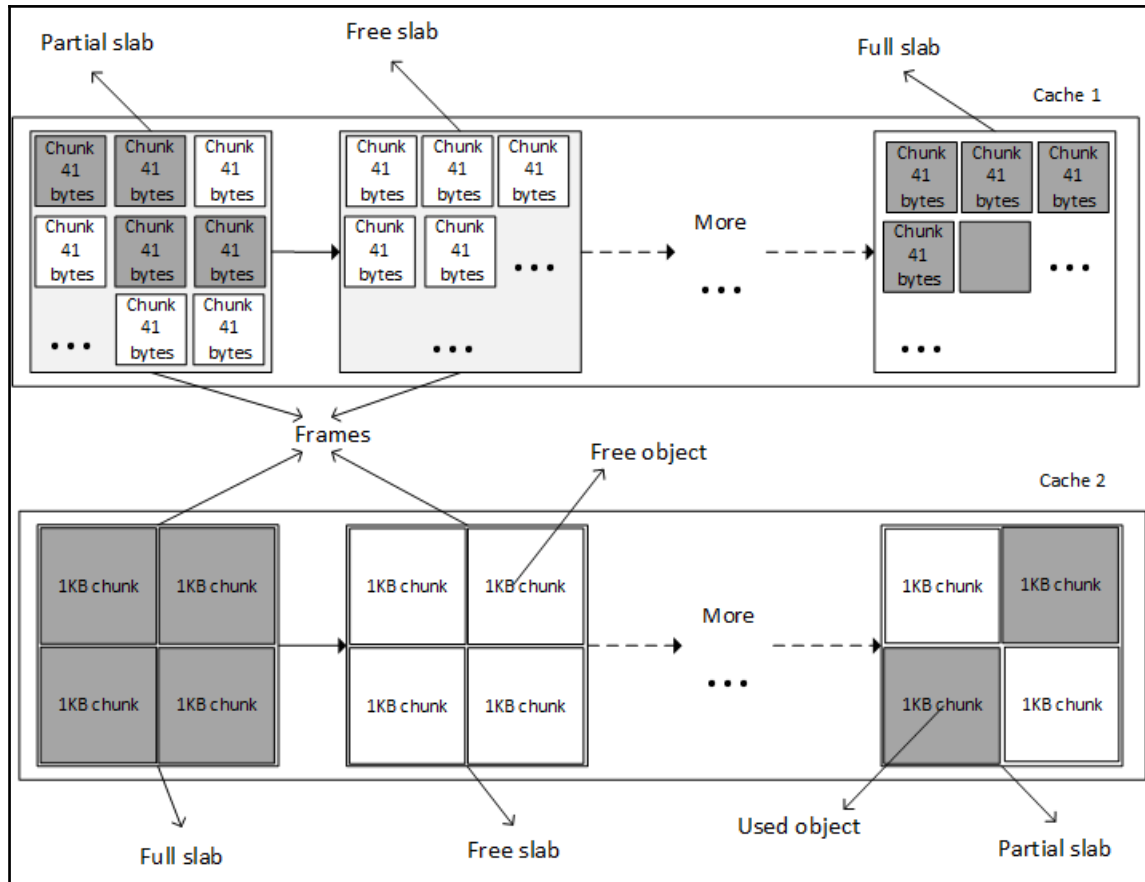 Partial slab
Free slab
Full slab
Cache 1
Chunk
41
bytes
Chunk
41
bytes
Chunk
41
bytes
Chunk
41
bytes
Chunk
41
bytes
Chunk
41
bytes
...
Chunk
41
bytes
Chunk
41
bytes
Chunk
41
bytes
Chunk
41
bytes
Chunk
41
bytes
Chunk
41
bytes
Chunk
41
bytes
...
...
More
...
Chunk
41
bytes
Chunk
41
bytes
Chunk
41
bytes
Chunk
41
bytes
...
...
Frames
Free object
Cache 2
1KB chunk
1KB chunk
1KB chunk
1KB chunk
1KB chunk
1KB chunk
1KB chunk
1KB chunk
More
...
1KB chunk
1KB chunk
1KB chunk
1KB chunk
Full slab
Free slab
Used object
Partial slab